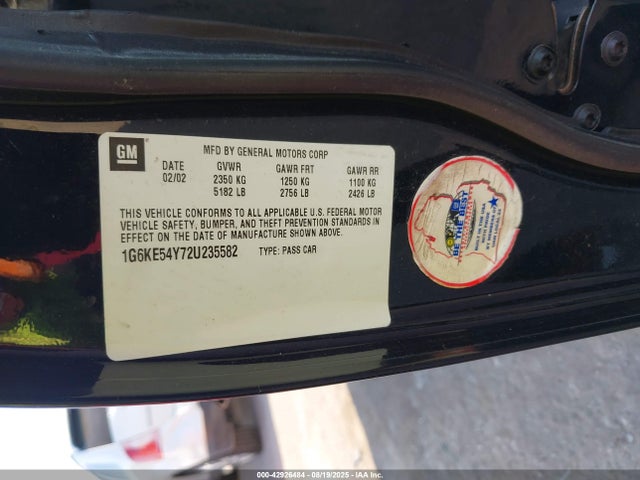 GM
MFD BY GENERAL MOTORS CORP
DATE GVWR GAWR FRT GAWR RR
02/02 2350 KG 1250 KG 1100 KG
5182 LB 2756 LB 2426 LB
THIS VEHICLE CONFORMS TO ALL APPLICABLE U.S. FEDERAL MOTOR
VEHICLE SAFETY, BUMPER, AND THEFT PREVENTION STANDARDS IN
EFFECT ON THE DATE OF MANUFACTURE SHOWN ABOVE.
1G6KE54Y72U235582 TYPE: PASS CAR
BE THE BEST
000-42926484 - 08/19/2025 - IAA Inc.